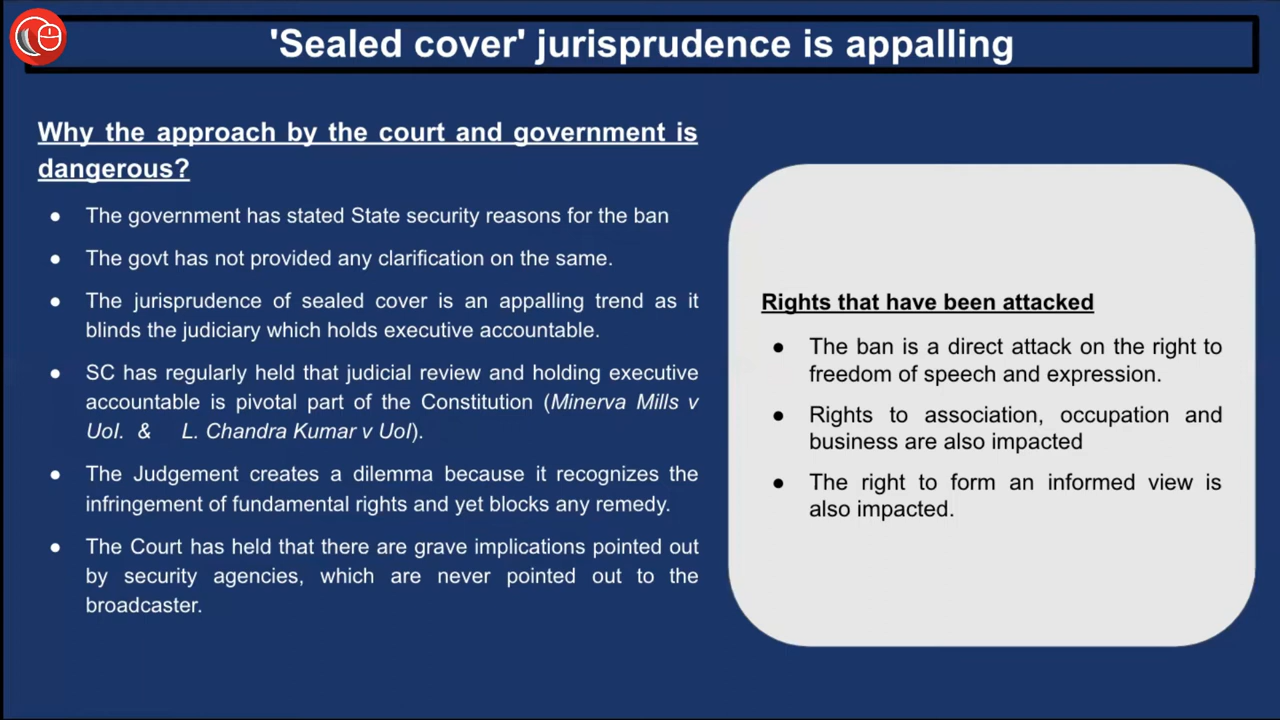 'Sealed cover' jurisprudence is appalling
Why the approach by the court and government is
dangerous?
● The government has stated State security reasons for the ban
● The govt has not provided any clarification on the same.
● The jurisprudence of sealed cover is an appalling trend as it
blinds the judiciary which holds executive accountable.
● SC has regularly held that judicial review and holding executive
accountable is pivotal part of the Constitution (Minerva Mills v
UoI. & L. Chandra Kumar v UoI).
● The Judgement creates a dilemma because it recognizes the
infringement of fundamental rights and yet blocks any remedy.
● The Court has held that there are grave implications pointed out
by security agencies, which are never pointed out to the
broadcaster.
Rights that have been attacked
● The ban is a direct attack on the right to
freedom of speech and expression.
● Rights to association, occupation and
business are also impacted
● The right to form an informed view is
also impacted.